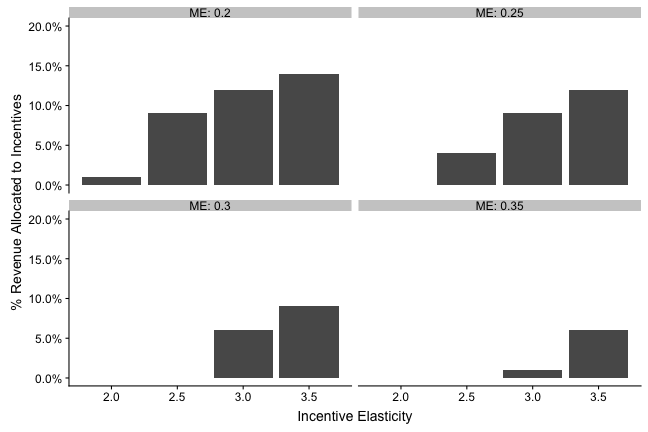 ME: 0.2
ME: 0.25
20.0%
15.0%
10.0%
5.0%
0.0%
ME: 0.3
ME: 0.35
20.0%
15.0%
10.0%
5.0%
0.0%
% Revenue Allocated to Incentives
2.0 2.5 3.0 3.5
2.0 2.5 3.0 3.5
Incentive Elasticity